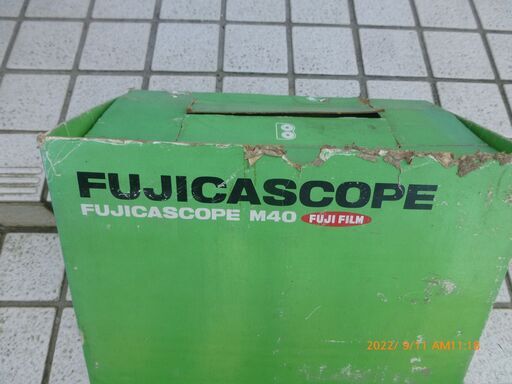 FUJICASCOPE
FUJICASCOPE M40 FUJI FILM
2022/ 9/11 AM11:18